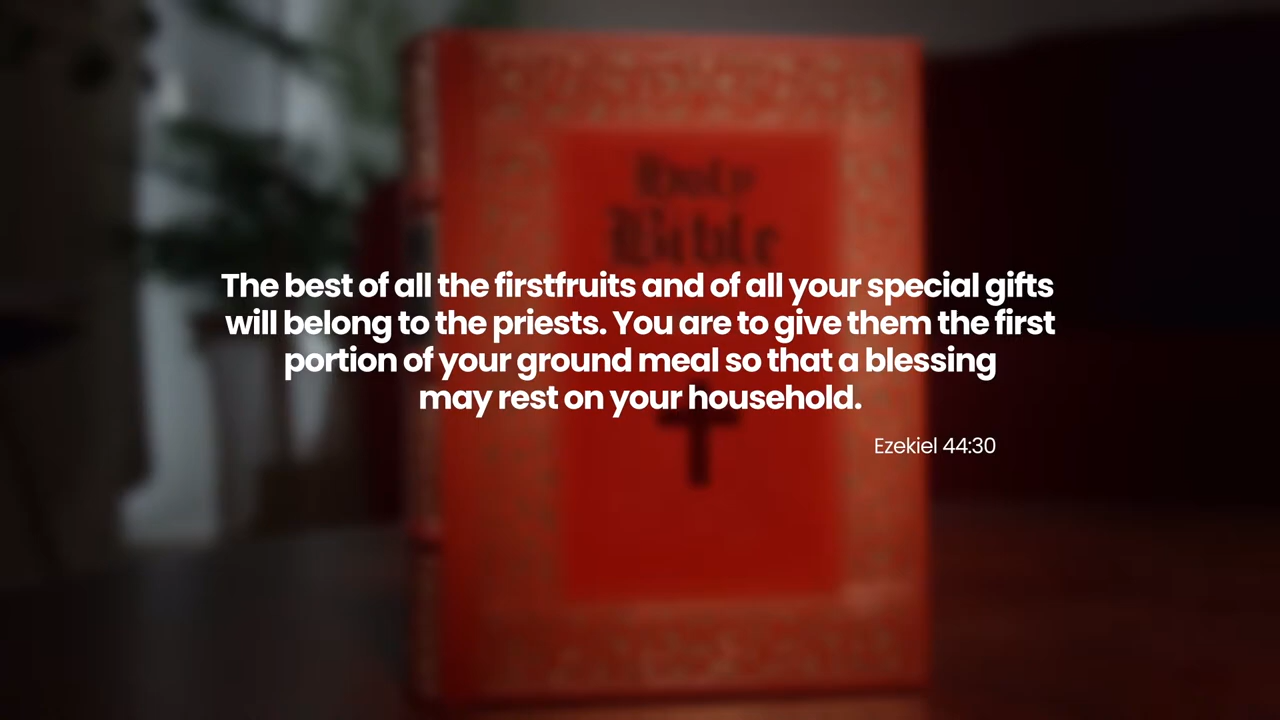 Holy
Bible
The best of all the firstfruits and of all your special gifts
will belong to the priests. You are to give them the first
portion of your ground meal so that a blessing
may rest on your household.
Ezekiel 44:30